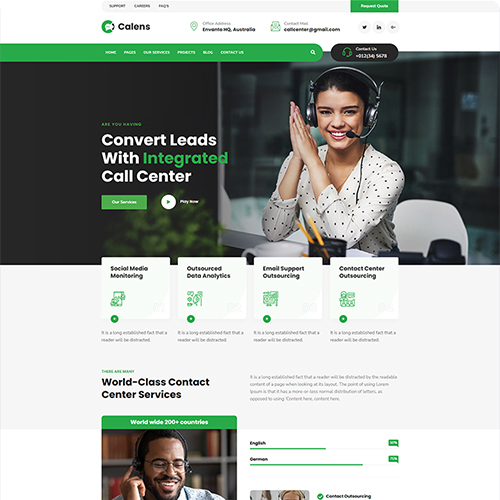 SUPPORT CAREERS FAQ'S
Request Quote
Calens
Office Address
Envanto HQ, Australia
Contact Mail
callcenter@gmail.com
HOME PAGES OUR SERVICES PROJECTS BLOG CONTACT US
Contact Us
+012(34) 5678
ARE YOU HAVING
Convert Leads
With Integrated
Call Center
Our Services
Play Now
Social Media
Monitoring
It is a long established fact that a
reader will be distracted
Outsourced
Data Analytics
It is a long established fact that a
reader will be distracted
Email Support
Outsourcing
It is a long established fact that a
reader will be distracted
Contact Center
Outsourcing
It is a long established fact that a
reader will be distracted
THERE ARE MANY
World-Class Contact
Center Services
It is a long established fact that a reader will be distracted by the readable
content of a page when looking at its layout, The point of using Lorem
Ipsum is that it has a more-or-less normal distribution of letters, as
opposed to using 'Content here, content here.
World wide 200+ countries
English
German
Contact Outsourcing